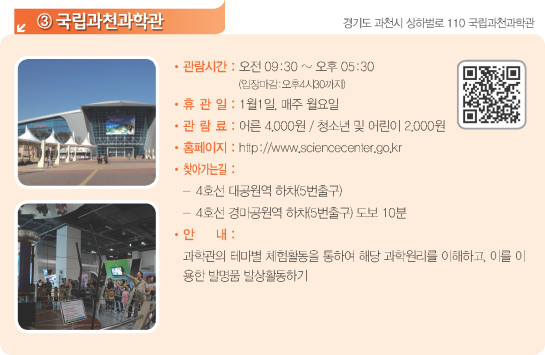 ③ 국립과천과학관
경기도 과천시 상하벌로 110 국립과천과학관
• 관람시간 : 오전 09:30 ~ 오후 05:30
(입장마감:오후4시30까지)
• 휴 관 일 : 1월1일, 매주 월요일
• 관 람 료 : 어른 4,000원 / 청소년 및 어린이 2,000원
• 홈페이지 : http://www.sciencecenter.go.kr
• 찾아가는길 :
- 4호선 대공원역 하차(5번출구)
- 4호선 경마공원역 하차(5번출구) 도보 10분
• 안 내 :
과학관의 테마별 체험활동을 통하여 해당 과학원리를 이해하고, 이를 이
용한 발명품 발상활동하기